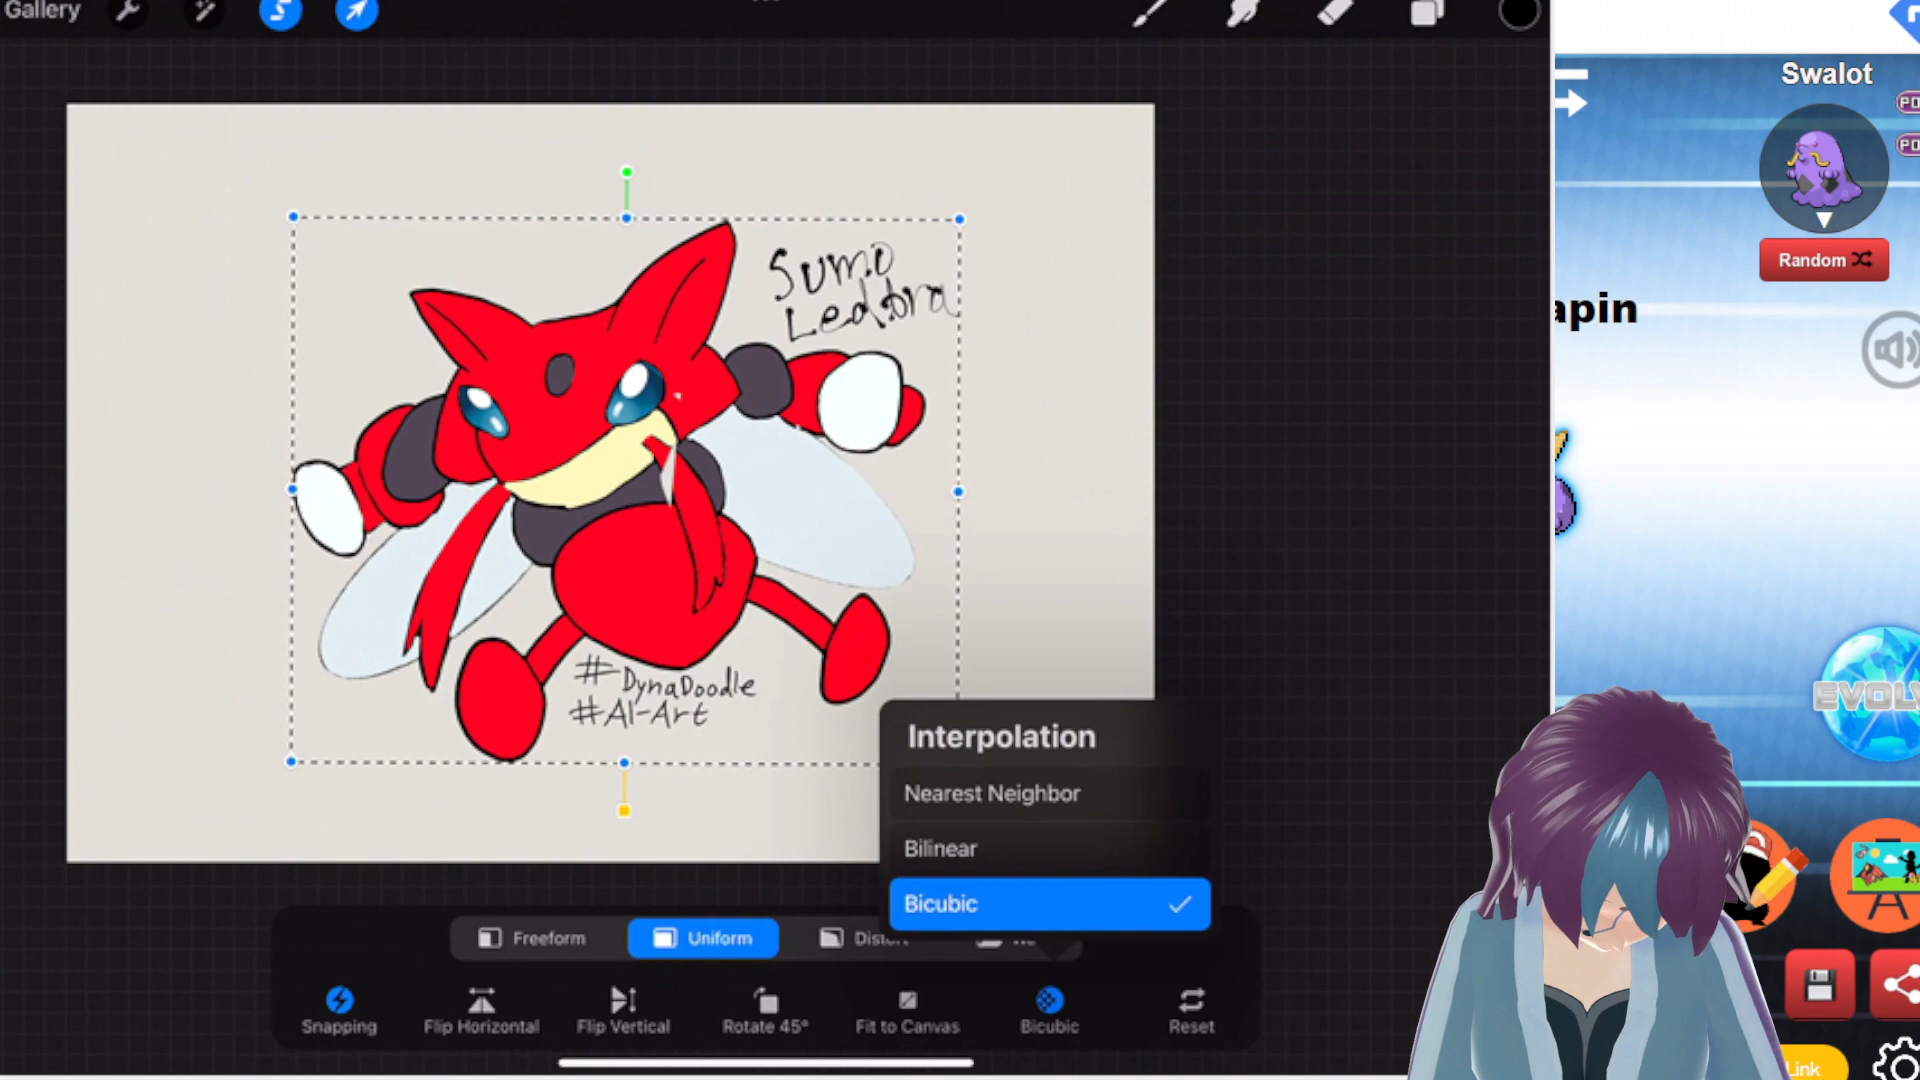 Gallery
Swalot
Random
apin
Sumo
Ledora
#DynaDoodle
#AI-Art
EVOLV
Interpolation
Nearest Neighbor
Bilinear
Bicubic
Freeform
Uniform
Snapping
Flip Horizontal
Flip Vertical
Rotate 45°
Fit to Canvas
Bicubic
Reset
Link